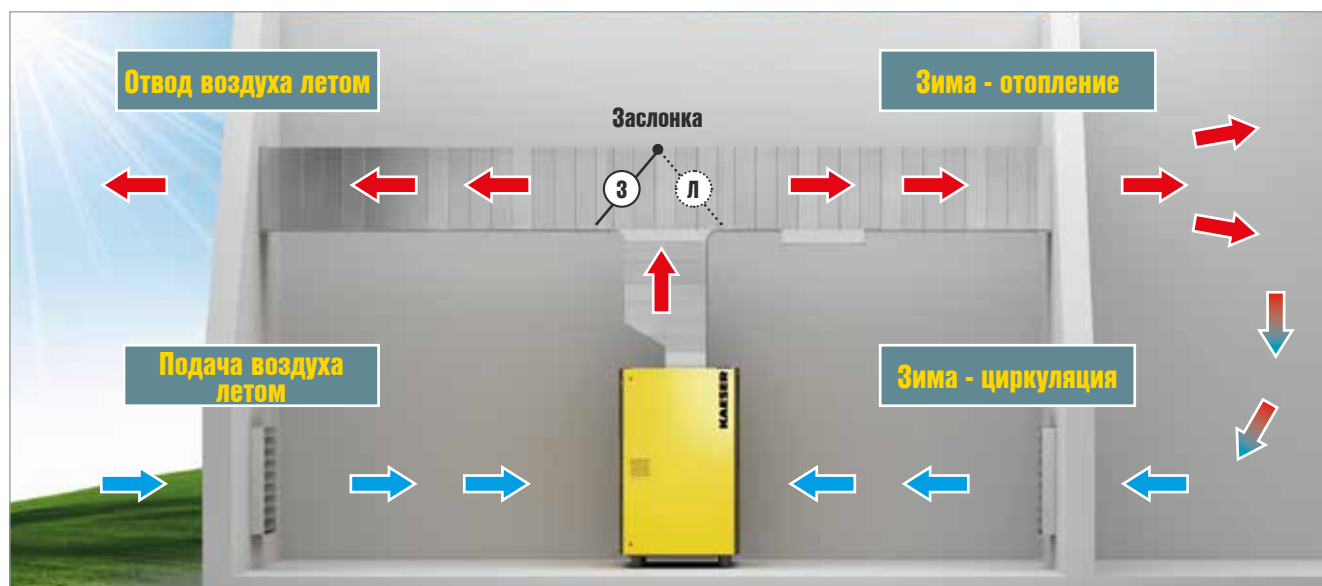 Отвод воздуха летом
Зима - отопление
Заслонка
З
Л
Подача воздуха
летом
Зима - циркуляция
KAESER